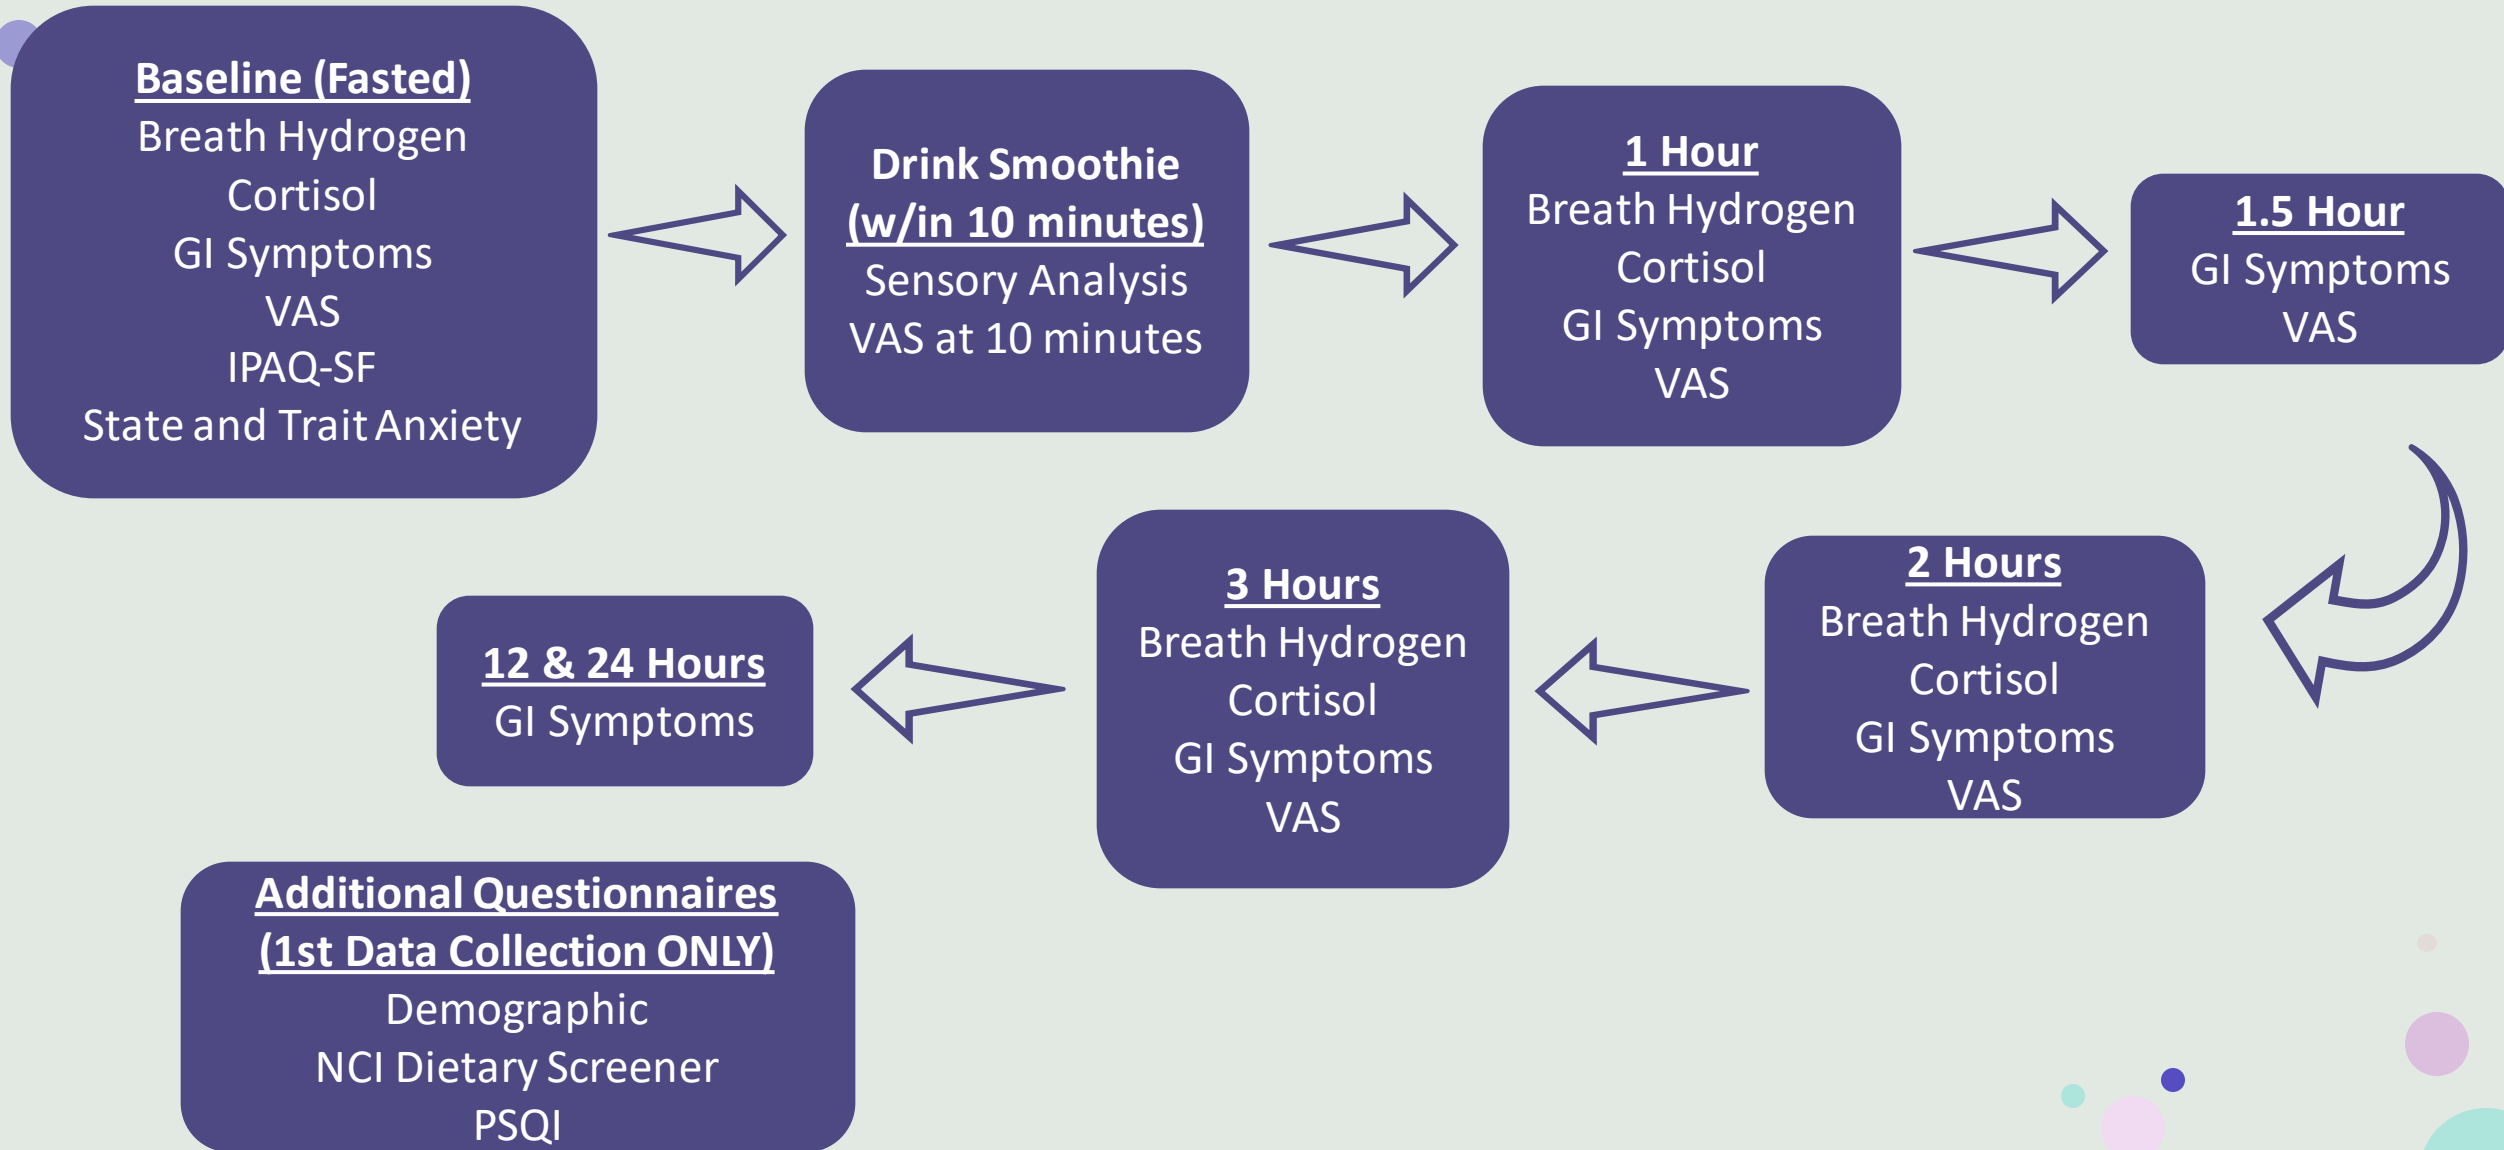 Baseline (Fasted)
Breath Hydrogen
Cortisol
GI Symptoms
VAS
IPAQ-SF
State and Trait Anxiety
Drink Smoothie
(w/in 10 minutes)
Sensory Analysis
VAS at 10 minutes
1 Hour
Breath Hydrogen
Cortisol
GI Symptoms
VAS
1.5 Hour
GI Symptoms
VAS
2 Hours
Breath Hydrogen
Cortisol
GI Symptoms
VAS
3 Hours
Breath Hydrogen
Cortisol
GI Symptoms
VAS
12 & 24 Hours
GI Symptoms
Additional Questionnaires
(1st Data Collection ONLY)
Demographic
NCI Dietary Screener
PSQI